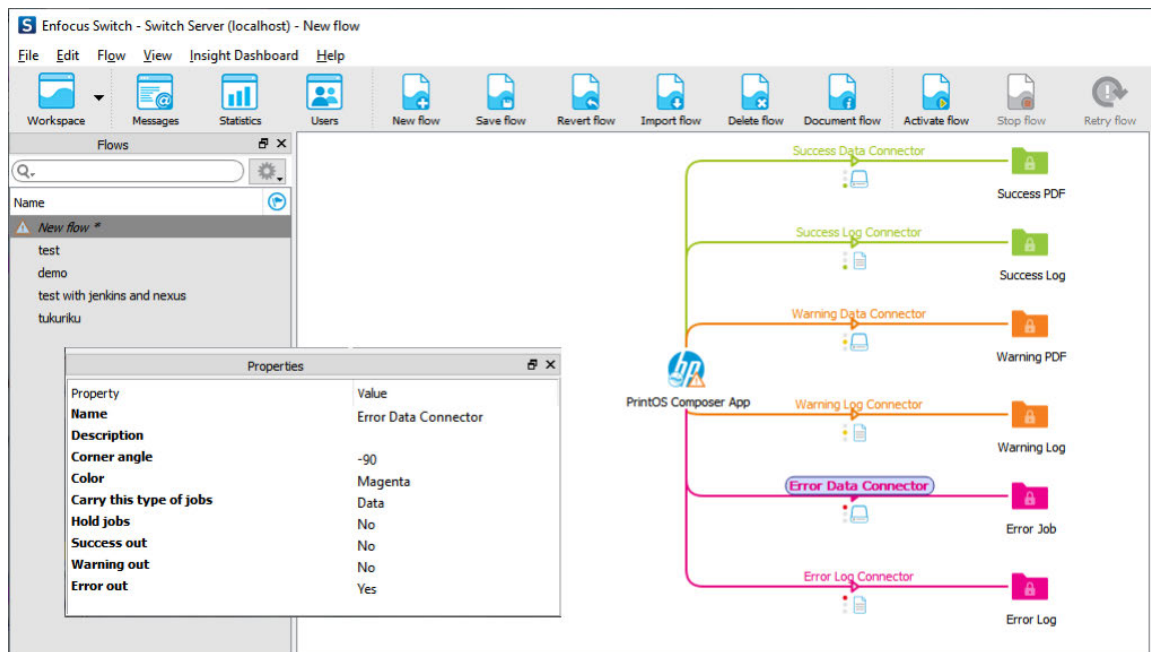 Enfocus Switch - Switch Server (localhost) - New flow
File Edit Flow View Insight Dashboard Help
Workspace Messages Statistics Users New flow Save flow Revert flow Import flow Delete flow Document flow Activate flow Stop flow Retry flow
Flows
Name
New flow *
test
demo
test with jenkins and nexus
tukuriku
Success Data Connector
Success PDF
Success Log Connector
Success Log
Warning Data Connector
Warning PDF
hp
PrintOS Composer App
Warning Log Connector
Warning Log
Error Data Connector
Error Job
Error Log Connector
Error Log
Properties
Property Value
Name Error Data Connector
Description
Corner angle -90
Color Magenta
Carry this type of jobs Data
Hold jobs No
Success out No
Warning out No
Error out Yes